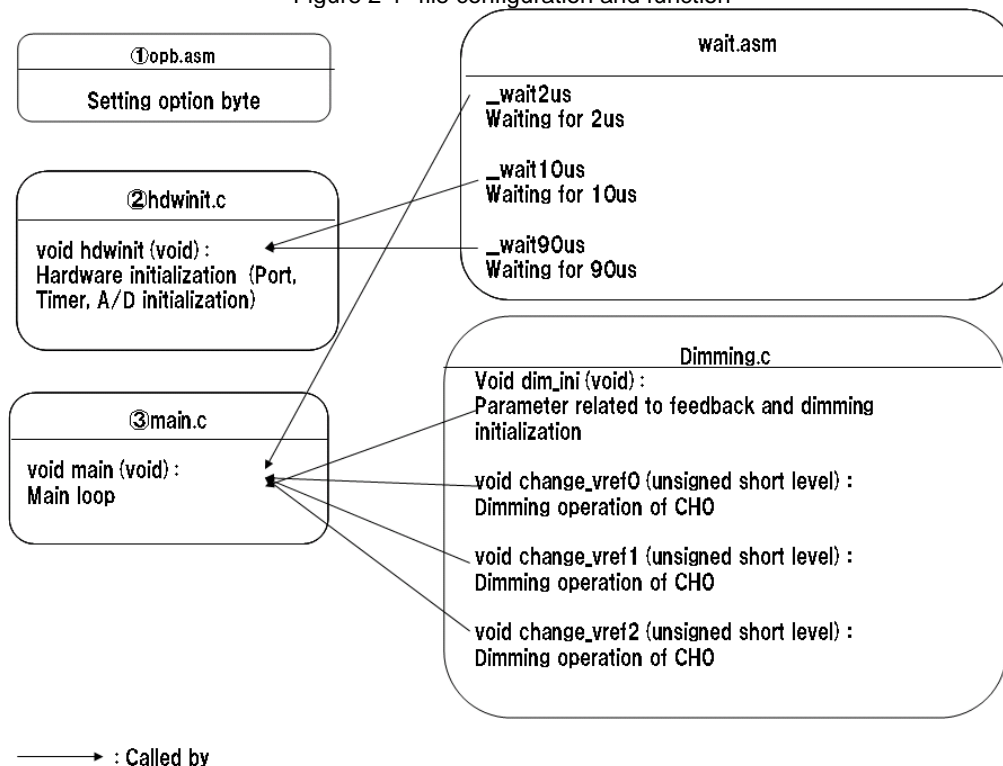 Figure 2-1 file configuration and function
①opb.asm
Setting option byte
②hdwinit.c
void hdwinit (void) :
Hardware initialization (Port,
Timer, A/D initialization)
③main.c
void main (void) :
Main loop
wait.asm
_wait2us
Waiting for 2us
_wait10us
Waiting for 10us
_wait90us
Waiting for 90us
Dimming.c
Void dim_ini (void) :
Parameter related to feedback and dimming
initialization
void change_vref0 (unsigned short level) :
Dimming operation of CH0
void change_vref1 (unsigned short level) :
Dimming operation of CH0
void change_vref2 (unsigned short level) :
Dimming operation of CH0
: Called by